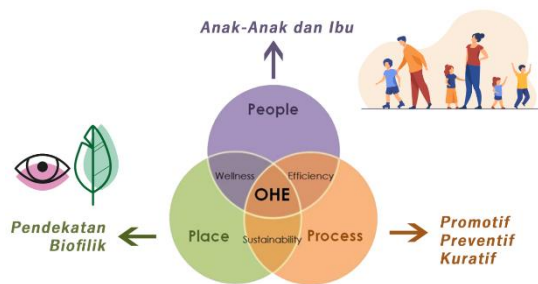 Anak-Anak dan Ibu
People
Wellness
Efficiency
OHE
Place
Sustainability
Process
Pendekatan
Biofilik
Promotif
Preventif
Kuratif